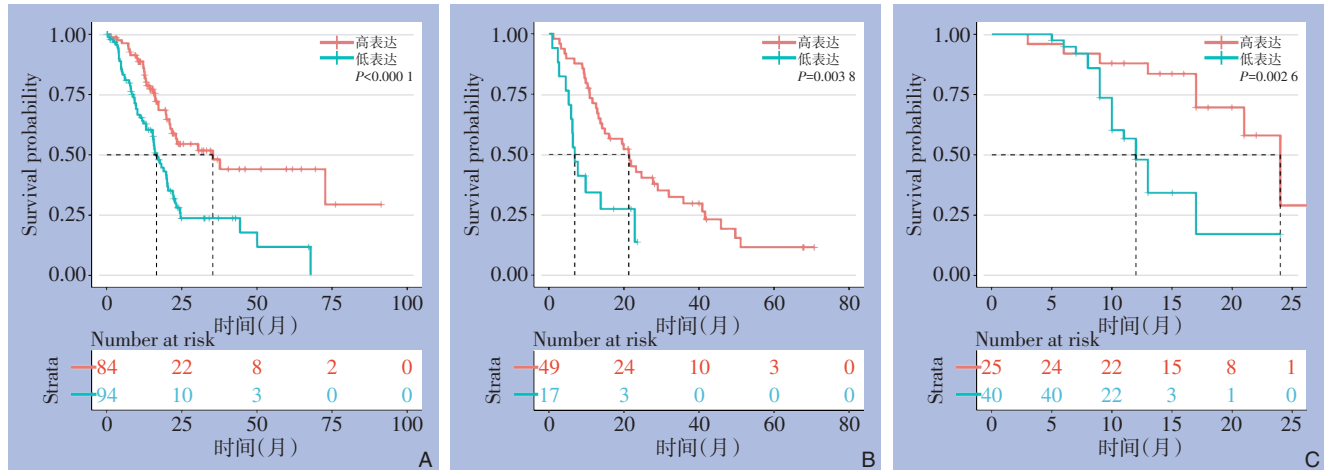 1.00
0.75
0.50
0.25
0.00
Survival probability
高表达
低表达
P<0.000 1
0 25 50 75 100
时间(月)
Number at risk
Strata
84 22 8 2 0
94 10 3 0 0
0 25 50 75 100
时间(月)
A
1.00
0.75
0.50
0.25
0.00
Survival probability
高表达
低表达
P=0.003 8
0 20 40 60 80
时间(月)
Number at risk
Strata
49 24 10 3 0
17 3 0 0 0
0 20 40 60 80
时间(月)
B
1.00
0.75
0.50
0.25
0.00
Survival probability
高表达
低表达
P=0.002 6
0 5 10 15 20 25
时间(月)
Number at risk
Strata
25 24 22 15 8 1
40 40 22 3 1 0
0 5 10 15 20 25
时间(月)
C